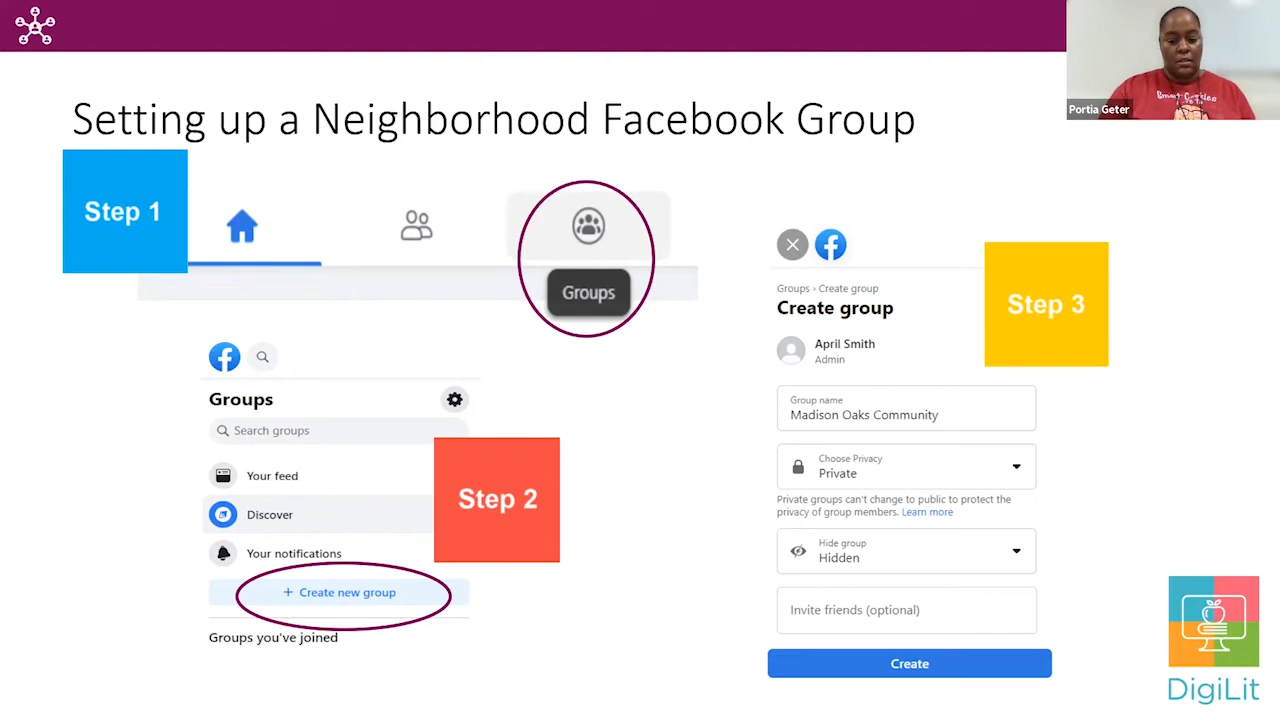 Portia Geter
Setting up a Neighborhood Facebook Group
Step 1
Groups
Groups
Search groups
Your feed
Discover
Your notifications
+ Create new group
Groups you've joined
Step 2
Groups › Create group
Create group
April Smith
Admin
Step 3
Group name
Madison Oaks Community
Choose Privacy
Private
Private groups can't change to public to protect the
privacy of group members. Learn more
Hide group
Hidden
Invite friends (optional)
Create
DigiLit